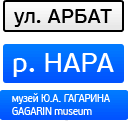 ул. АРБАТ
р. НАРА
музей Ю.А. ГАГАРИНА
GAGARIN museum